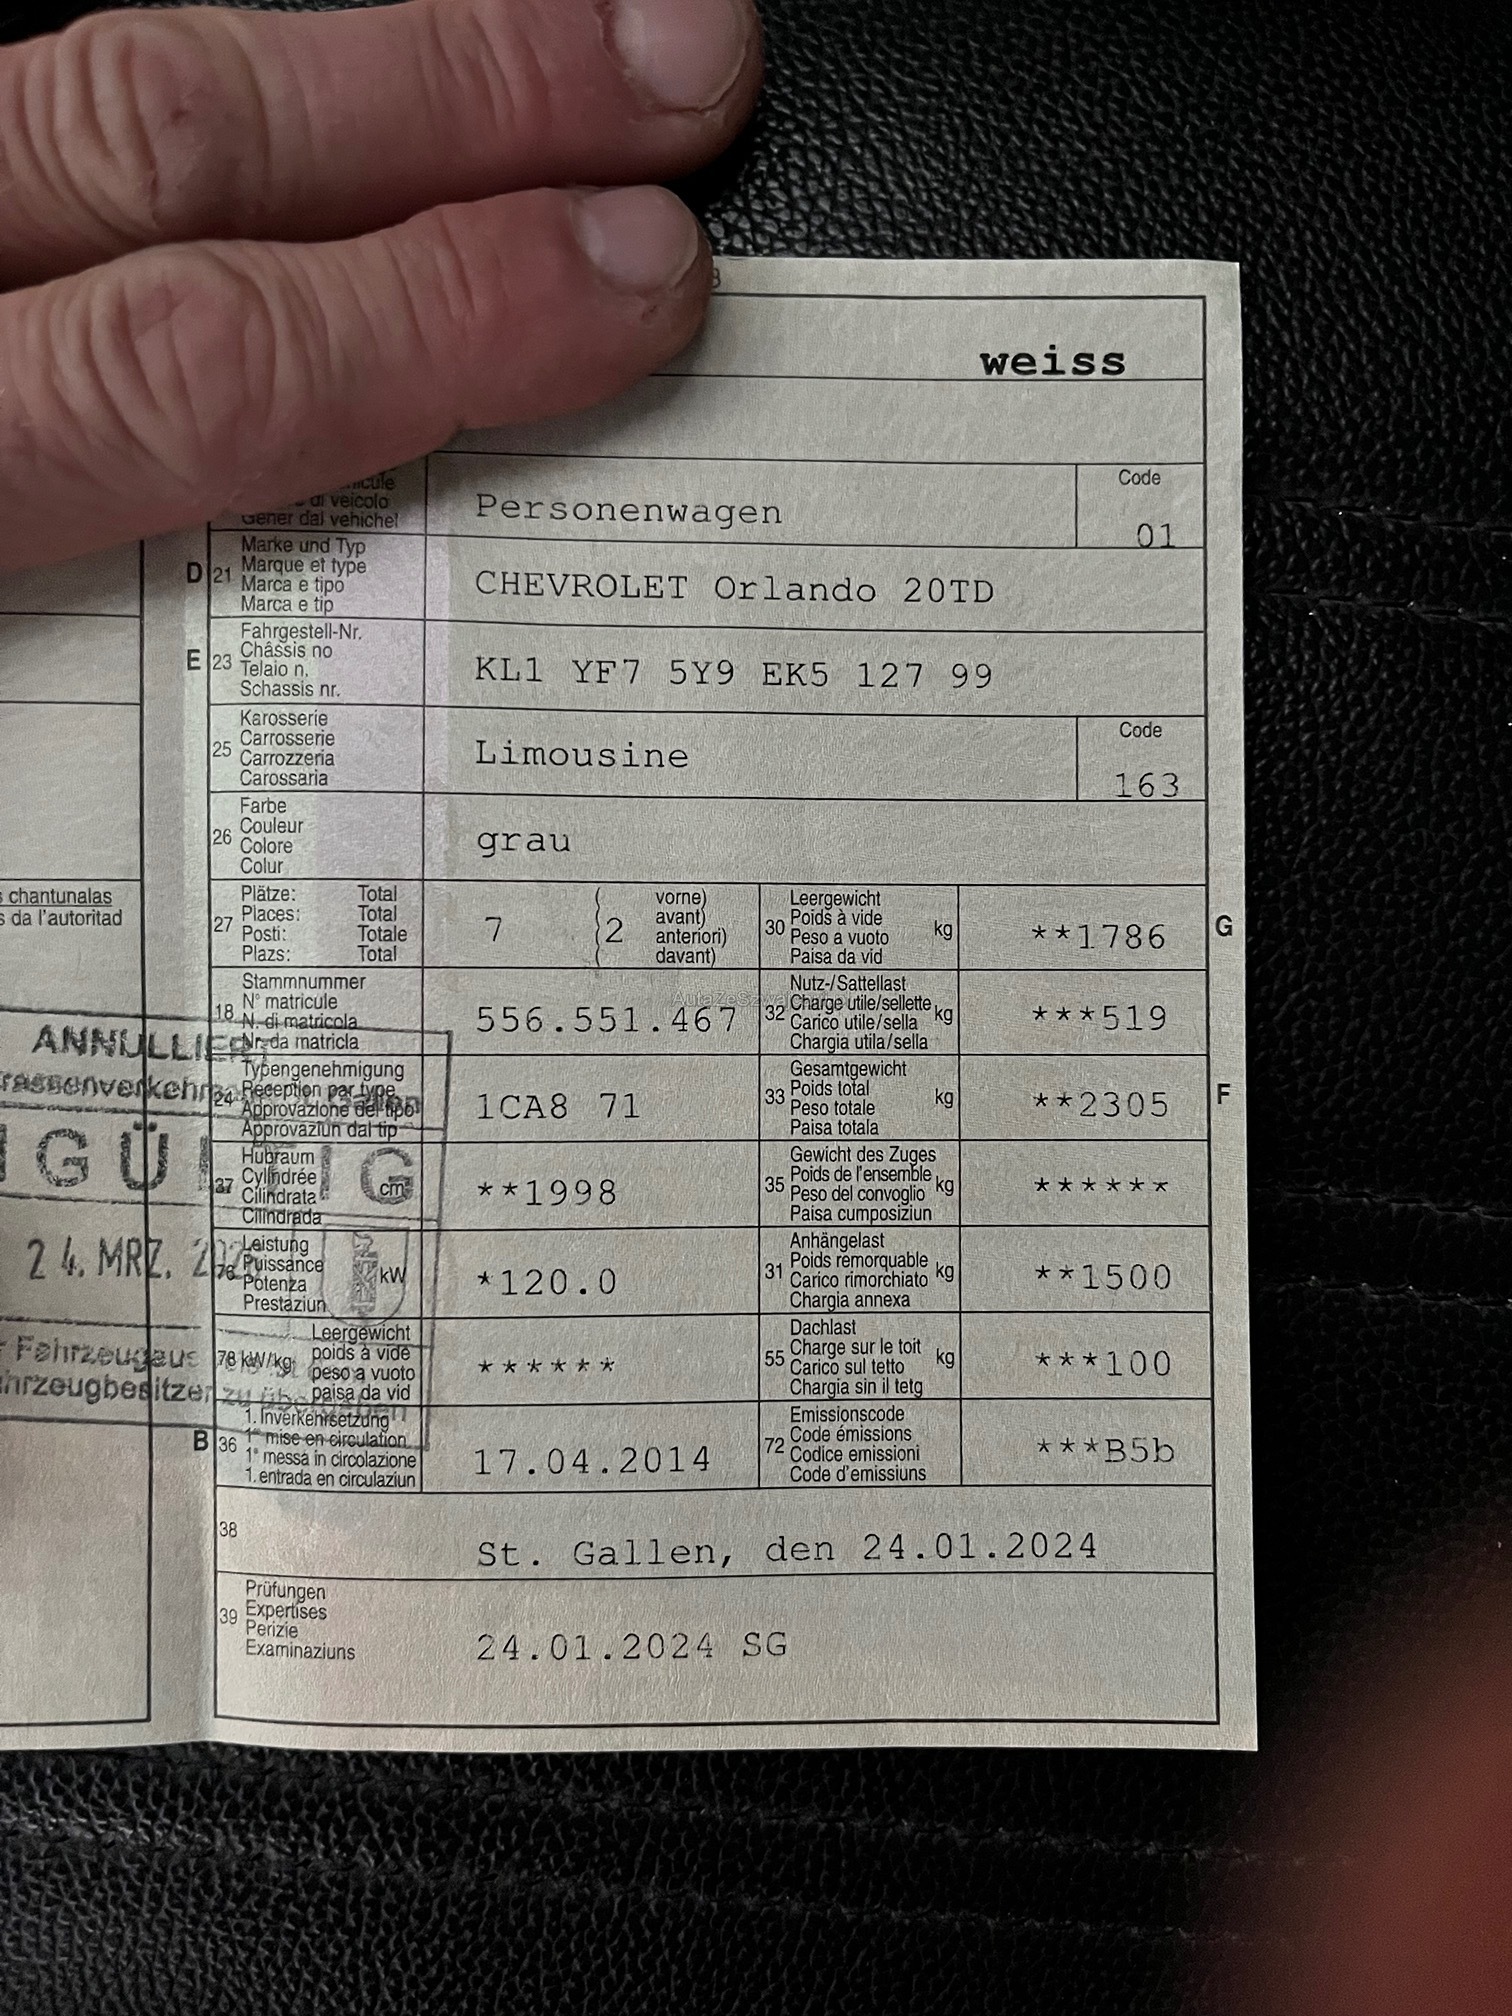 weiss
veicolo
Gener dal vehichel
Personenwagen
Code
01
D
21
Marke und Typ
Marque et type
Marca e tipo
Marca e tip
CHEVROLET Orlando 20TD
E
23
Fahrgestell-Nr.
Châssis no
Telaio n.
Schassis nr.
KL1 YF7 5Y9 EK5 127 99
25
Karosserie
Carrosserie
Carrozzeria
Carossaria
Limousine
Code
163
26
Farbe
Couleur
Colore
Colur
grau
chantunalas
da l'autoritad
27
Plätze: Total
Places: Total
Posti: Totale
Plazs: Total
7
( 2
vorne)
avant)
anteriori)
davant)
30
Leergewicht
Poids à vide
Peso a vuoto
Paisa da vid
kg
**1786
G
18
Stammnummer
N° matricule
N. di matricola
Nr. da matricla
556.551.467
32
Nutz-/Sattellast
Charge utile/sellette
Carico utile/sella
Chargia utila/sella
kg
***519
24
Typengenehmigung
Réception par type
Approvazione del tipo
Approvaziun dal tip
1CA8 71
33
Gesamtgewicht
Poids total
Peso totale
Paisa totala
kg
**2305
F
37
Hubraum
Cylindrée
Cilindrata
Cilindrada
cm³
**1998
35
Gewicht des Zuges
Poids de l'ensemble
Peso del convoglio
Paisa cumposiziun
kg
******
76
Leistung
Puissance
Potenza
Prestaziun
kW
*120.0
31
Anhängelast
Poids remorquable
Carico rimorchiato
Chargia annexa
kg
**1500
78 kW/kg
Leergewicht
poids à vide
peso a vuoto
paisa da vid
******
55
Dachlast
Charge sur le toit
Carico sul tetto
Chargia sin il tetg
kg
***100
B
36
1. Inverkehrsetzung
1re mise en circulation
1a messa in circolazione
1. entrada en circulaziun
17.04.2014
72
Emissionscode
Code émissions
Codice emissioni
Code d'emissiuns
***B5b
38
St. Gallen, den 24.01.2024
39
Prüfungen
Expertises
Perizie
Examinaziuns
24.01.2024 SG
ANNULLIERT
24. MRZ.
zu übergeben